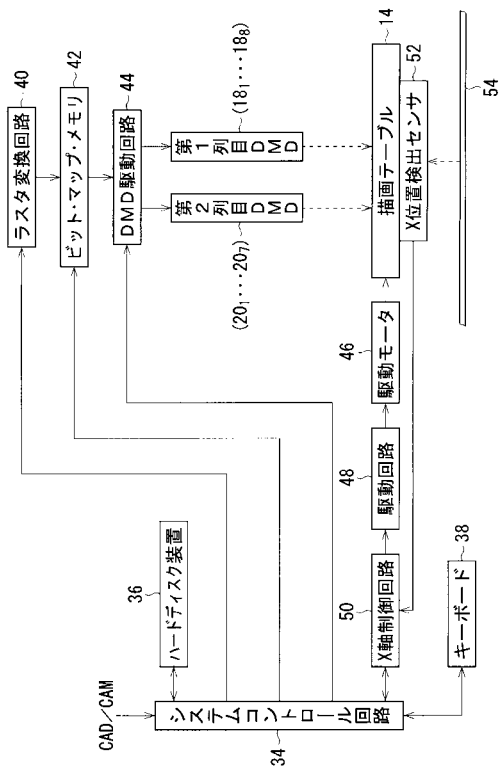 CAD/CAM
システムコントロール回路
34
ハードディスク装置
36
キーボード
38
X軸制御回路
50
駆動回路
48
駆動モータ
46
ラスタ変換回路
40
ビット・マップ・メモリ
42
DMD駆動回路
44
第1列目DMD
(18₁・・・18₈)
第2列目DMD
(20₁・・・20₇)
描画テーブル
14
X位置検出センサ
52
54